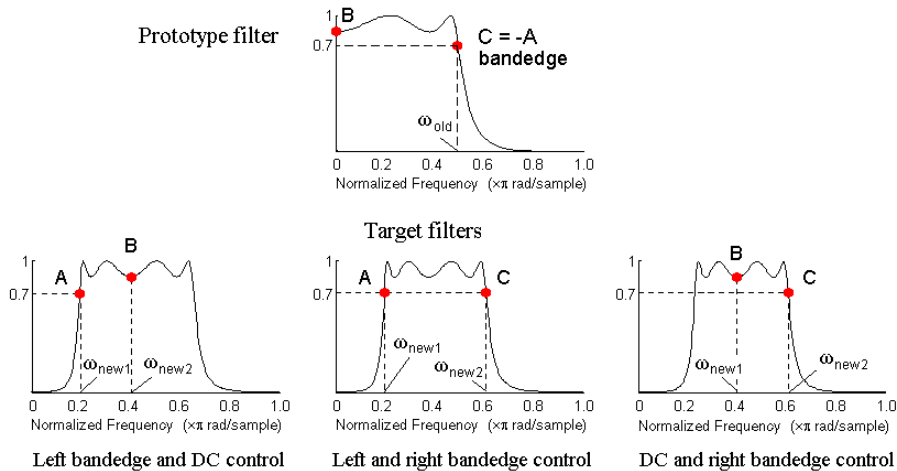 Prototype filter
1
B
0.7
C = -A
bandedge
ωold
0 0.2 0.4 0.6 0.8 1.0
Normalized Frequency (×π rad/sample)
Target filters
1
A
B
0.7
ωnew1
ωnew2
0 0.2 0.4 0.6 1.0
Normalized Frequency (×π rad/sample)
Left bandedge and DC control
1
A
C
0.7
ωnew1
ωnew2
0 0.2 0.4 0.6 0.8 1.0
Normalized Frequency (×π rad/sample)
Left and right bandedge control
1
B
C
0.7
ωnew1
ωnew2
0 0.2 0.4 0.6 0.8 1.0
Normalized Frequency (×π rad/sample)
DC and right bandedge control